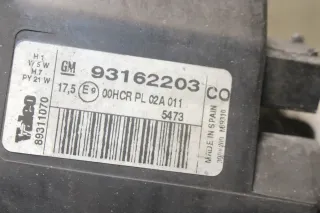 H 1
W 5 W
H 7
PY 21 W
GM 93162203 CO
17,5 E9 00HCR PL 02A 011
5473
Valeo
89311070
MADE IN SPAIN